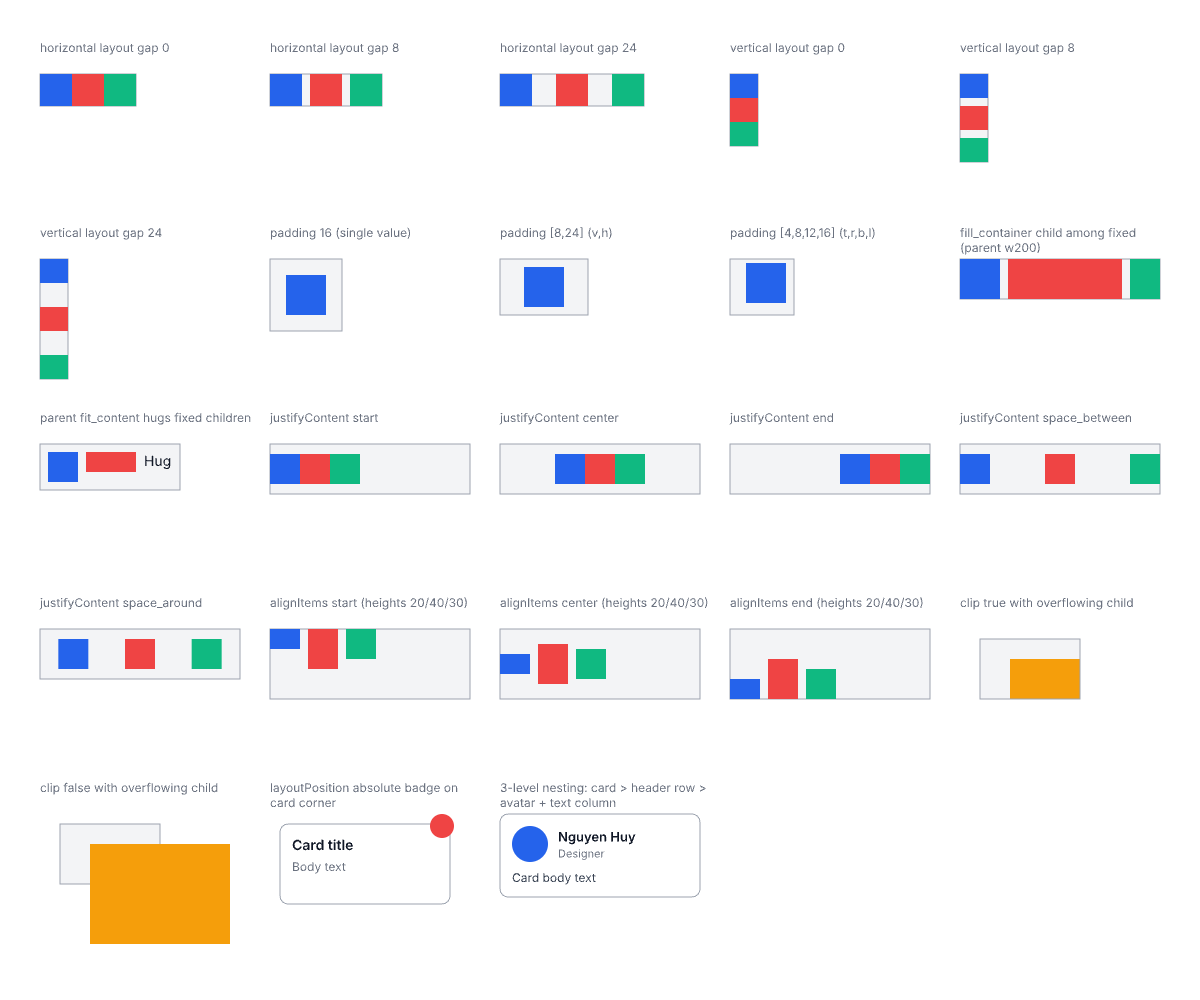 horizontal layout gap 0
horizontal layout gap 8
horizontal layout gap 24
vertical layout gap 0
vertical layout gap 8
vertical layout gap 24
padding 16 (single value)
padding [8,24] (v,h)
padding [4,8,12,16] (t,r,b,l)
fill_container child among fixed
(parent w200)
parent fit_content hugs fixed children
justifyContent start
justifyContent center
justifyContent end
justifyContent space_between
Hug
justifyContent space_around
alignItems start (heights 20/40/30)
alignItems center (heights 20/40/30)
alignItems end (heights 20/40/30)
clip true with overflowing child
clip false with overflowing child
layoutPosition absolute badge on
card corner
Card title
Body text
3-level nesting: card > header row >
avatar + text column
Nguyen Huy
Designer
Card body text